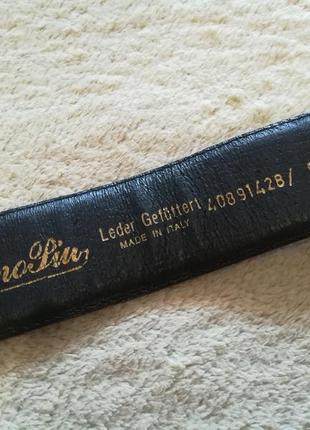 Leder Gefüttert 40891428/
MADE IN ITALY